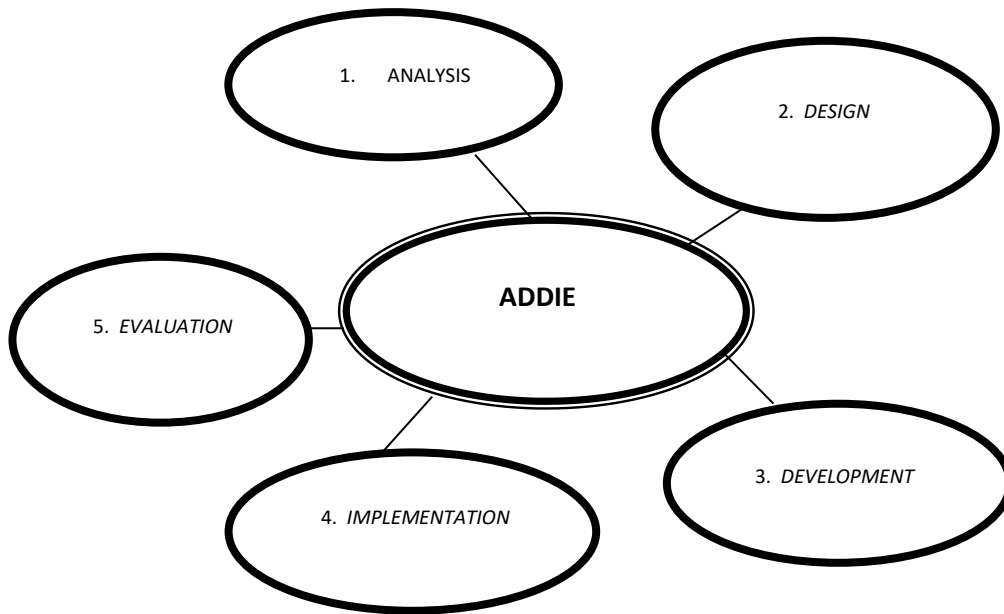 1. ANALYSIS
2. DESIGN
ADDIE
5. EVALUATION
3. DEVELOPMENT
4. IMPLEMENTATION